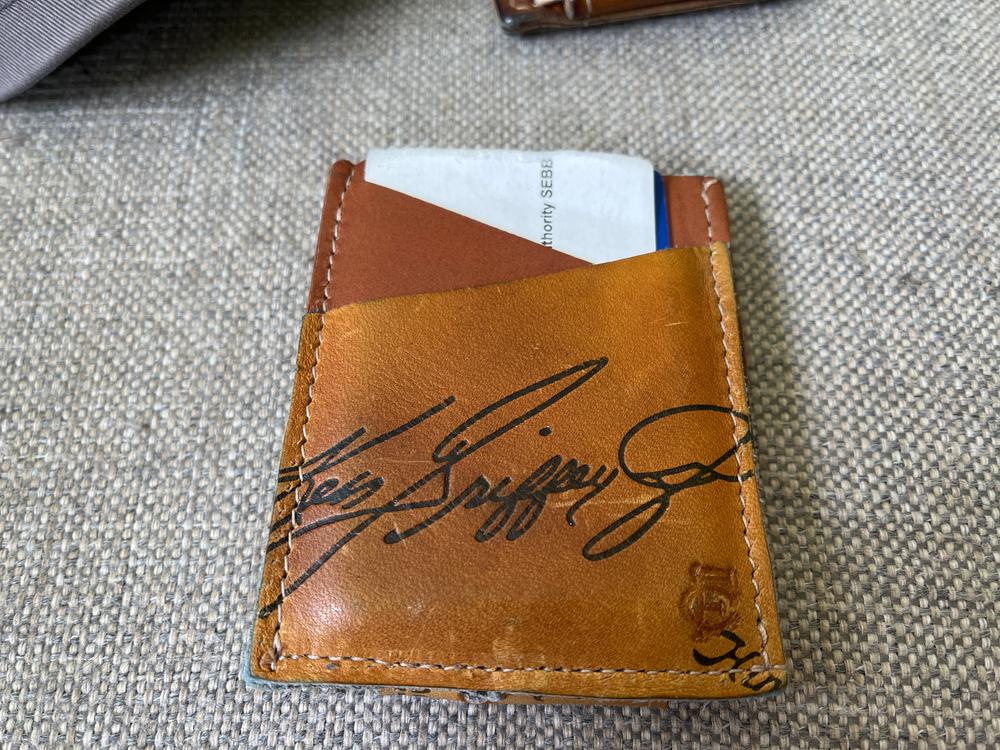 thority SEBB
Ken Griffey Jr